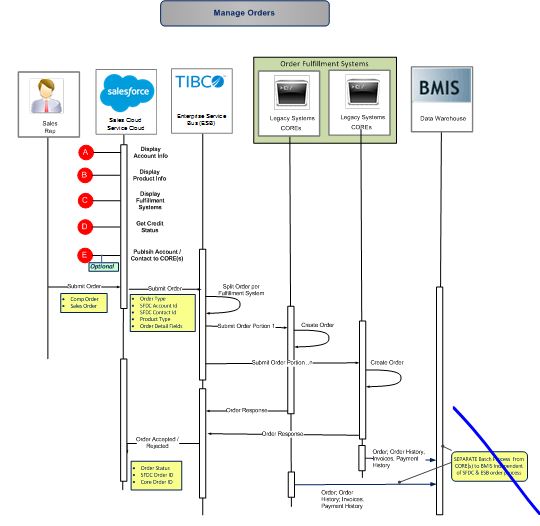 Manage Orders
Order Fulfillment Systems
salesforce
TIBCO
BMIS
C:/
C:/
Sales
Rep
Sales Cloud
Service Cloud
Enterprise Service
Bus (ESB)
Legacy Systems
COREs
Legacy Systems
COREs
Data Warehouse
A
Display
Account Info
B
Display
Product Info
C
Display
Fulfillment
Systems
D
Get Credit
Status
E
Publsih Account /
Contact to CORE(s)
Optional
Submit Order
Comp Order
Sales Order
Submit Order
Order Type
SFDC Account Id
SFDC Contact Id
Product Type
Order Detail Fields
Split Order per
Fulfillment System
Submit Order Portion 1
Create Order
Submit Order Portion...n
Create Order
Order Response
Order Response
Order Accepted /
Rejected
Order Status
SFDC Order ID
Core Order ID
Order; Order History,
Invoices, Payment
History
Order; Order
History; Invoices,
Payment History
SEPARATE Batch Process from
CORE(s) to BMIS independent
of SFDC & ESB order process